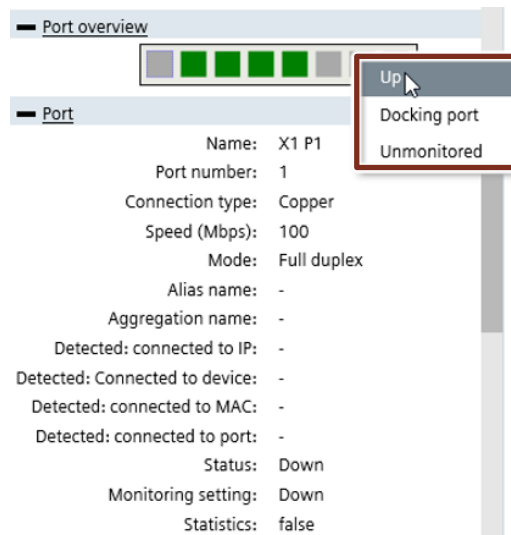 Port overview
Up
Docking port
Unmonitored
Port
Name: X1 P1
Port number: 1
Connection type: Copper
Speed (Mbps): 100
Mode: Full duplex
Alias name: -
Aggregation name: -
Detected: connected to IP: -
Detected: Connected to device: -
Detected: connected to MAC: -
Detected: connected to port: -
Status: Down
Monitoring setting: Down
Statistics: false